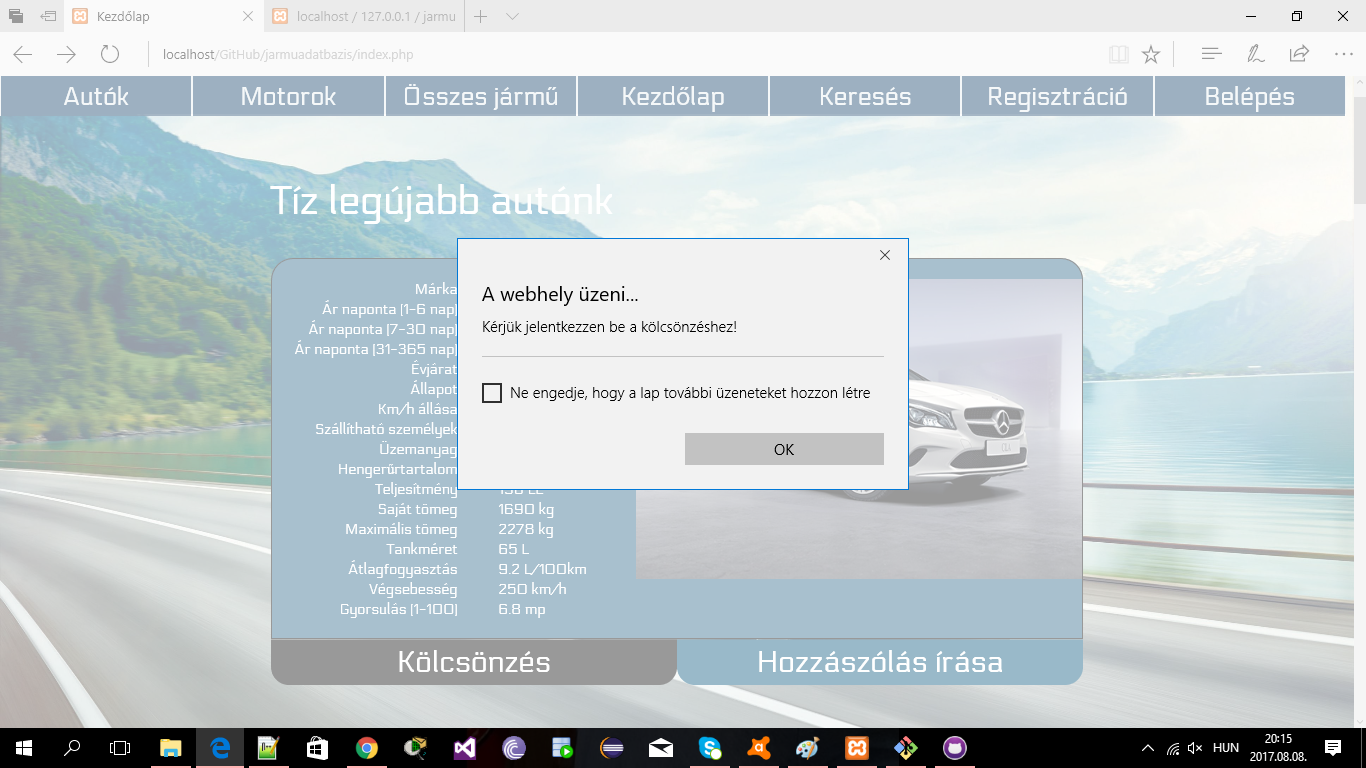 Kezdőlap
localhost / 127.0.0.1 / jarmu
localhost/GitHub/jarmuadatbazis/index.php
Autók
Motorok
Összes jármű
Kezdőlap
Keresés
Regisztráció
Belépés
Tíz legújabb autónk
A webhely üzeni...
Kérjük jelentkezzen be a kölcsönzéshez!
Ne engedje, hogy a lap további üzeneteket hozzon létre
OK
Márka
Ár naponta (1-6 nap)
Ár naponta (7-30 nap)
Ár naponta (31-365 nap)
Évjárat
Állapot
Km/h állása
Szállítható személyek
Üzemanyag
Hengerűrtartalom
Teljesítmény
Saját tömeg 1690 kg
Maximális tömeg 2278 kg
Tankméret 65 L
Átlagfogyasztás 9.2 L/100km
Végsebesség 250 km/h
Gyorsulás (1-100) 6.8 mp
Kölcsönzés
Hozzászólás írása
HUN
20:15
2017.08.08.